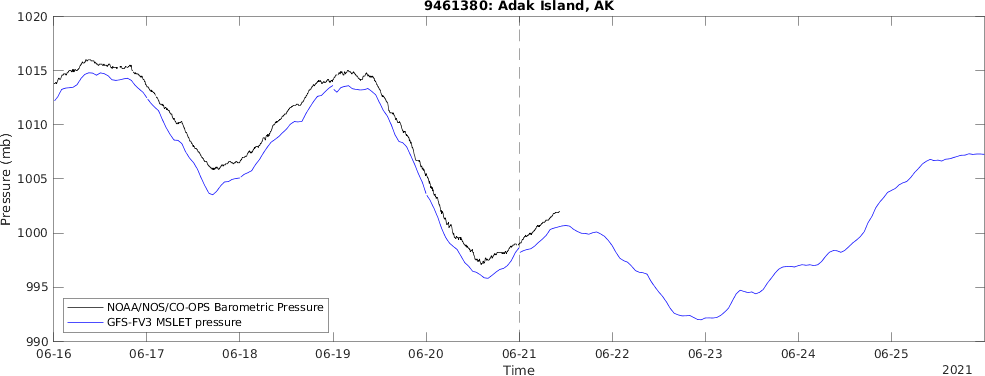 9461380: Adak Island, AK
Pressure (mb)
1020
1015
1010
1005
1000
995
990
NOAA/NOS/CO-OPS Barometric Pressure
GFS-FV3 MSLET pressure
06-16 06-17 06-18 06-19 06-20 06-21 06-22 06-23 06-24 06-25
Time
2021